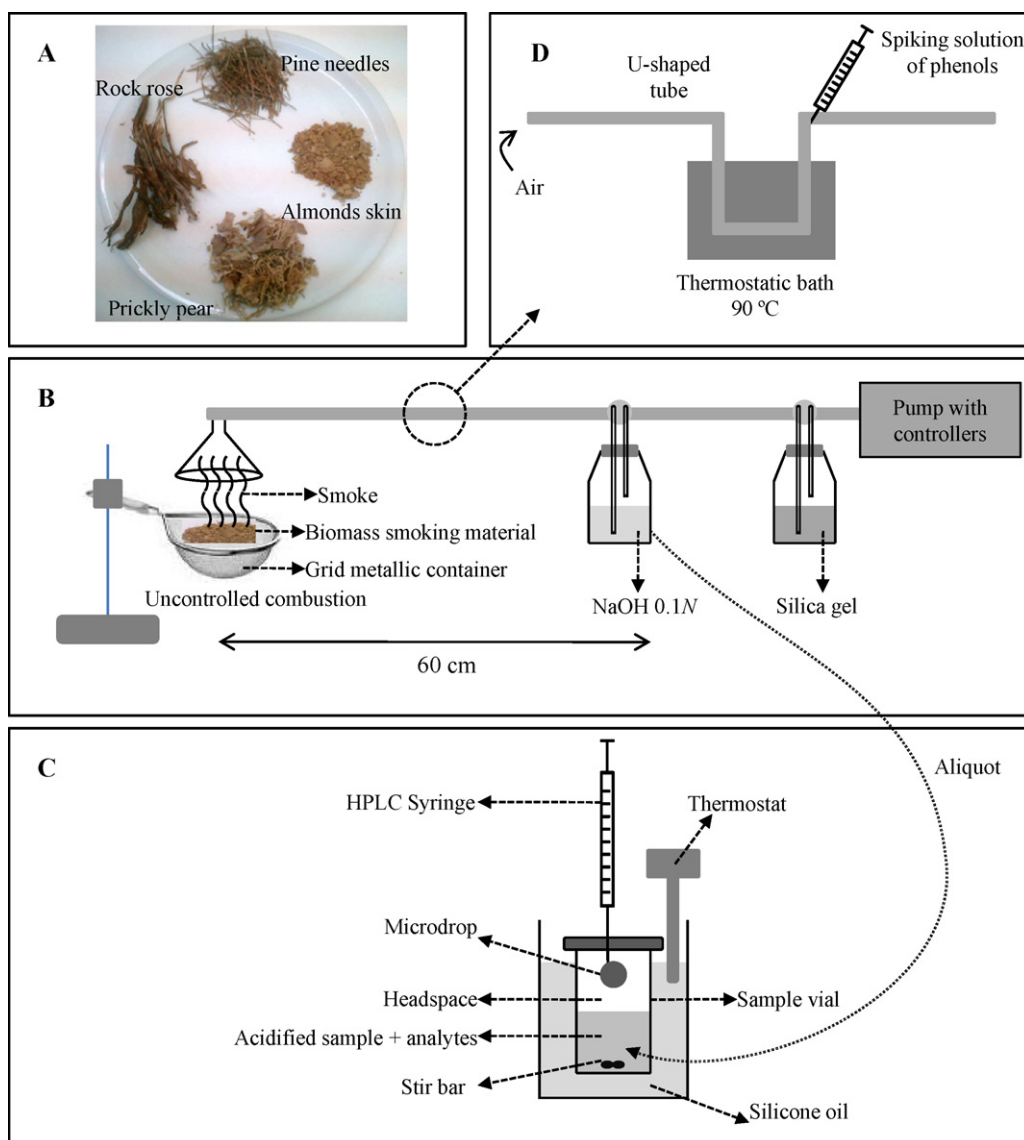 A
Pine needles
Rock rose
Almonds skin
Prickly pear
D
Spiking solution
of phenols
U-shaped
tube
Air
Thermostatic bath
90 ºC
B
Pump with
controllers
Smoke
Biomass smoking material
Grid metallic container
Uncontrolled combustion
NaOH 0.1N
Silica gel
60 cm
C
Aliquot
HPLC Syringe
Thermostat
Microdrop
Headspace
Sample vial
Acidified sample + analytes
Stir bar
Silicone oil